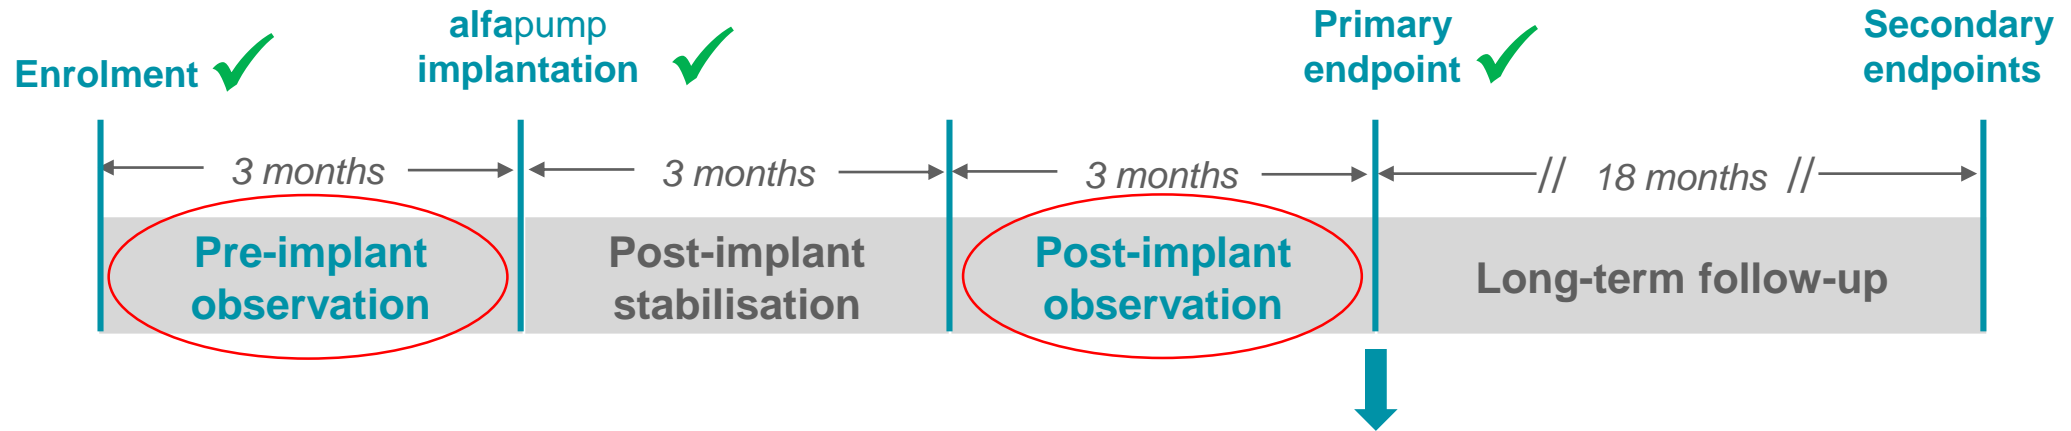 Enrolment
alfapump
implantation
Primary
endpoint
Secondary
endpoints
3 months
3 months
3 months
// 18 months //
Pre-implant
observation
Post-implant
stabilisation
Post-implant
observation
Long-term follow-up